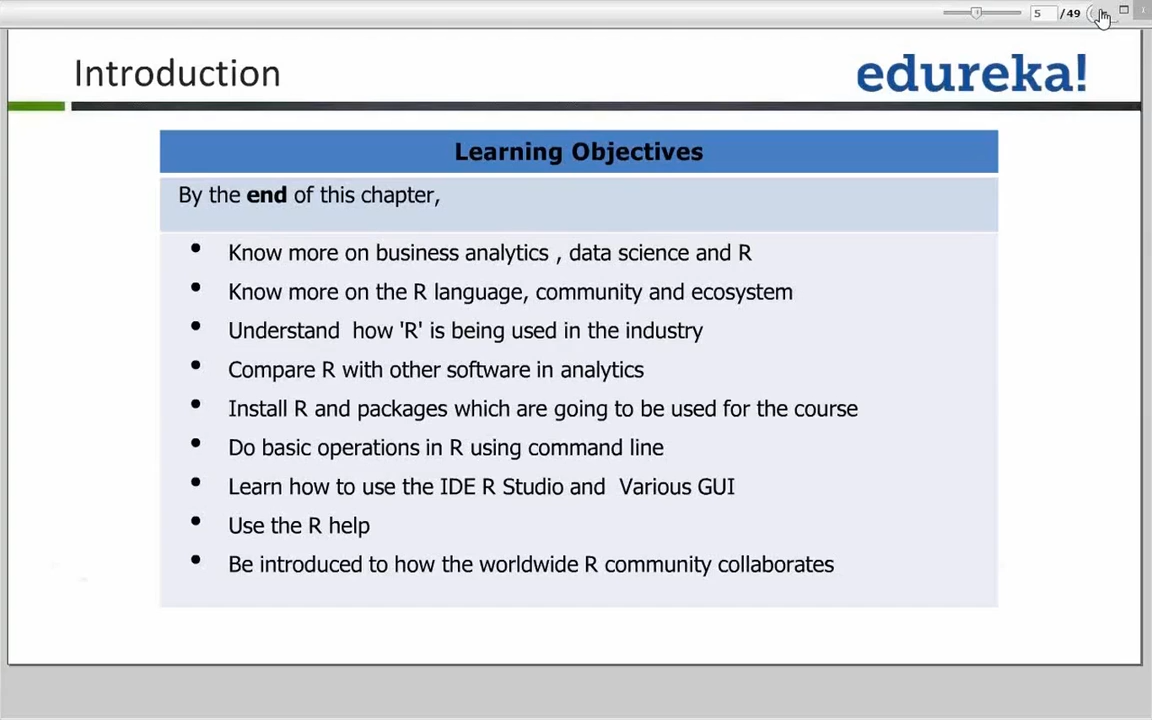 5 /49
Introduction
edureka!
Learning Objectives
By the end of this chapter,
• Know more on business analytics , data science and R
• Know more on the R language, community and ecosystem
• Understand how 'R' is being used in the industry
• Compare R with other software in analytics
• Install R and packages which are going to be used for the course
• Do basic operations in R using command line
• Learn how to use the IDE R Studio and Various GUI
• Use the R help
• Be introduced to how the worldwide R community collaborates